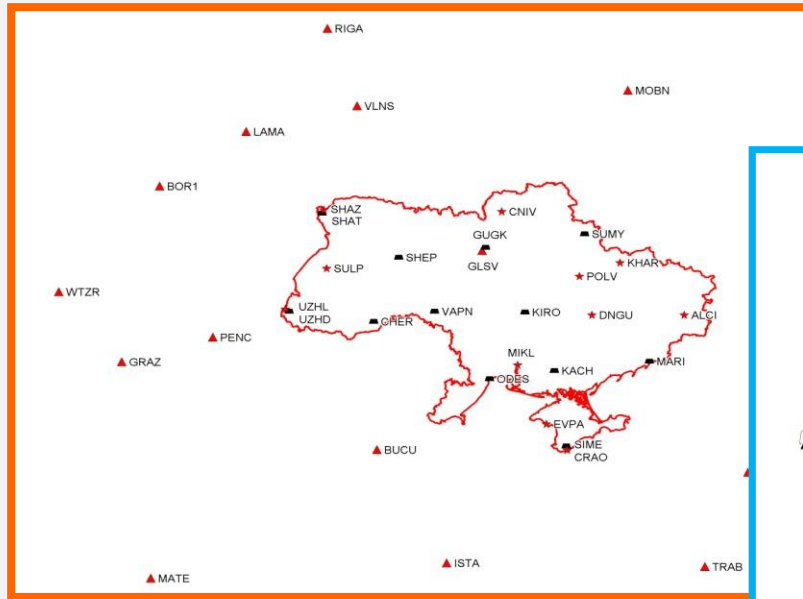 RIGA
MOBN
VLNS
LAMA
BOR1
SHAZ
SHAT
CNIV
GUGK
SUMY
GLSV
SHEP
KHAR
SULP
POLV
WTZR
UZHL
UZHD
CHER
VAPN
KIRO
DNGU
ALCI
PENC
GRAZ
MIKL
KACH
MARI
ODES
EVPA
SIME
CRAO
BUCU
ISTA
TRAB
MATE